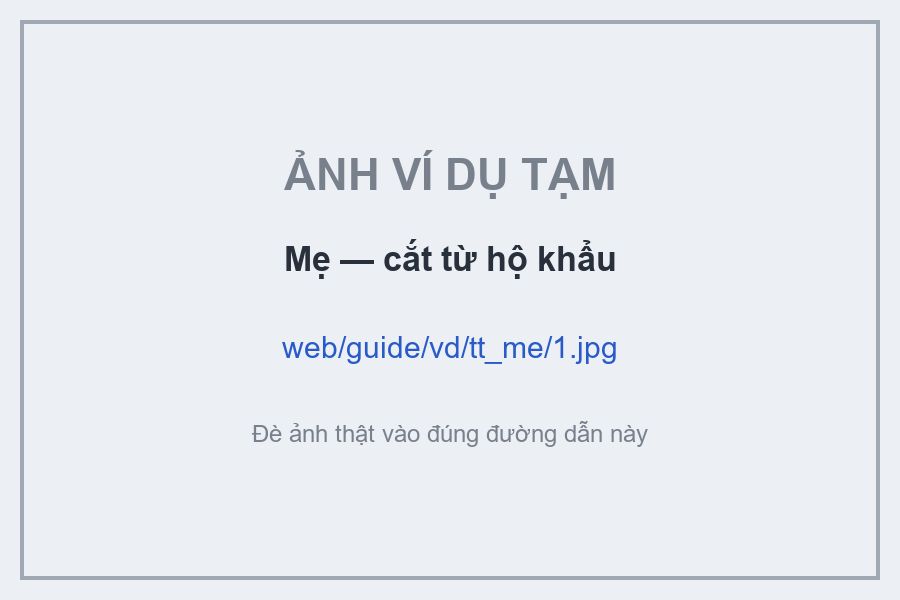 ẢNH VÍ DỤ TẠM
Mẹ — cắt từ hộ khẩu
web/guide/vd/tt_me/1.jpg
Đè ảnh thật vào đúng đường dẫn này